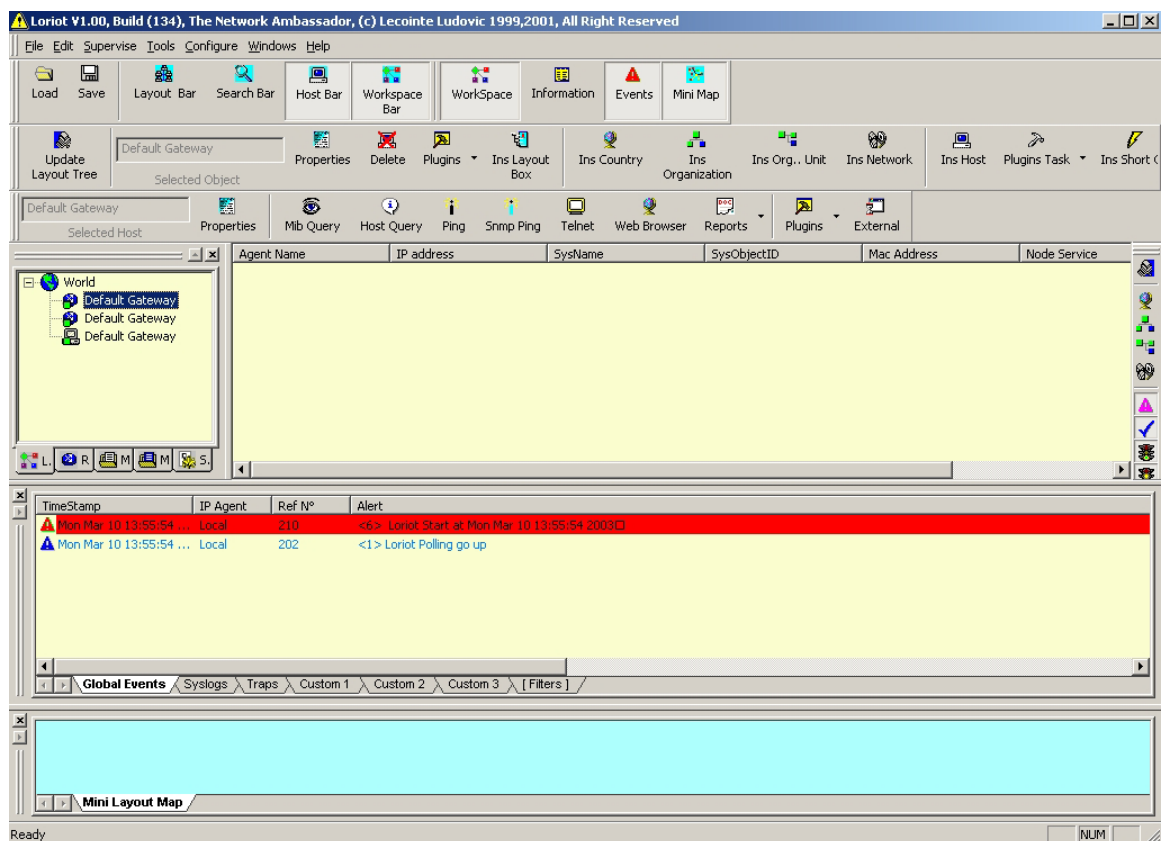 Loriot V1.00, Build (134), The Network Ambassador, (c) Lecointe Ludovic 1999,2001, All Right Reserved
File Edit Supervise Tools Configure Windows Help
Load Save Layout Bar Search Bar Host Bar Workspace Bar WorkSpace Information Events Mini Map
Update Layout Tree Default Gateway Selected Object Properties Delete Plugins Ins Layout Box Ins Country Ins Organization Ins Org.. Unit Ins Network Ins Host Plugins Task Ins Short (
Default Gateway Selected Host Properties Mib Query Host Query Ping Snmp Ping Telnet Web Browser Reports Plugins External
Agent Name IP address SysName SysObjectID Mac Address Node Service
World
Default Gateway
Default Gateway
Default Gateway
L. R M M S.
TimeStamp IP Agent Ref N° Alert
Mon Mar 10 13:55:54 ... Local 210 <6> Loriot Start at Mon Mar 10 13:55:54 2003□
Mon Mar 10 13:55:54 ... Local 202 <1> Loriot Polling go up
Global Events Syslogs Traps Custom 1 Custom 2 Custom 3 [ Filters ]
Mini Layout Map
Ready NUM